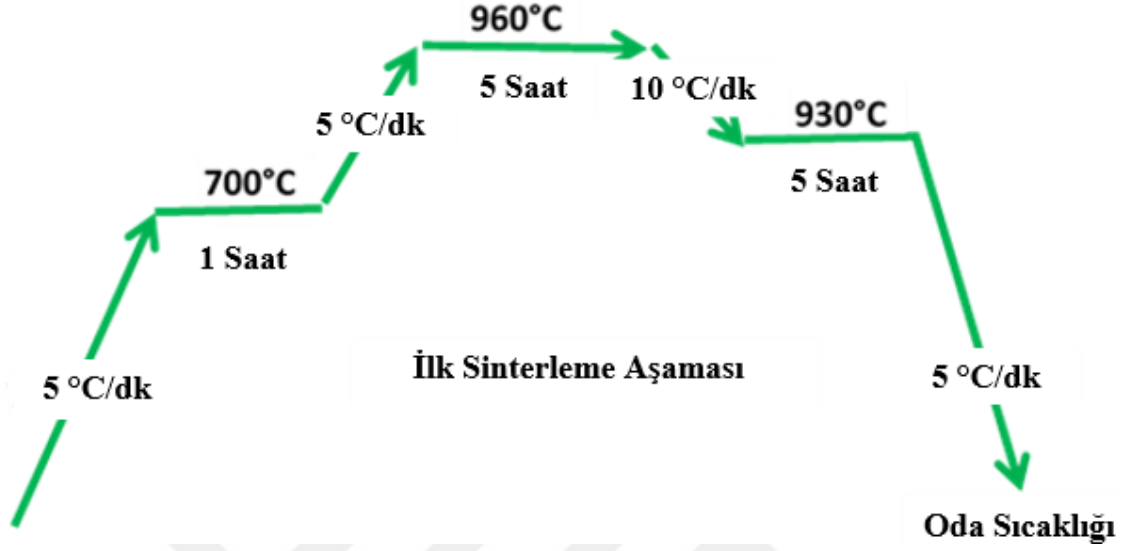 960°C
5 Saat
10 °C/dk
5 °C/dk
930°C
700°C
5 Saat
1 Saat
İlk Sinterleme Aşaması
5 °C/dk
5 °C/dk
Oda Sıcaklığı